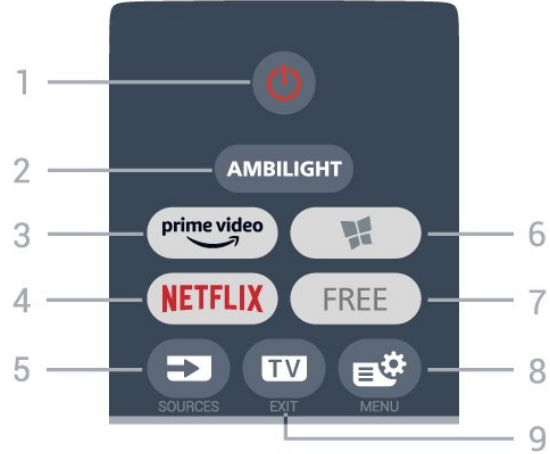 1
2 AMBILIGHT
3 prime video 6
4 NETFLIX FREE 7
5 TV 8
SOURCES EXIT MENU
9